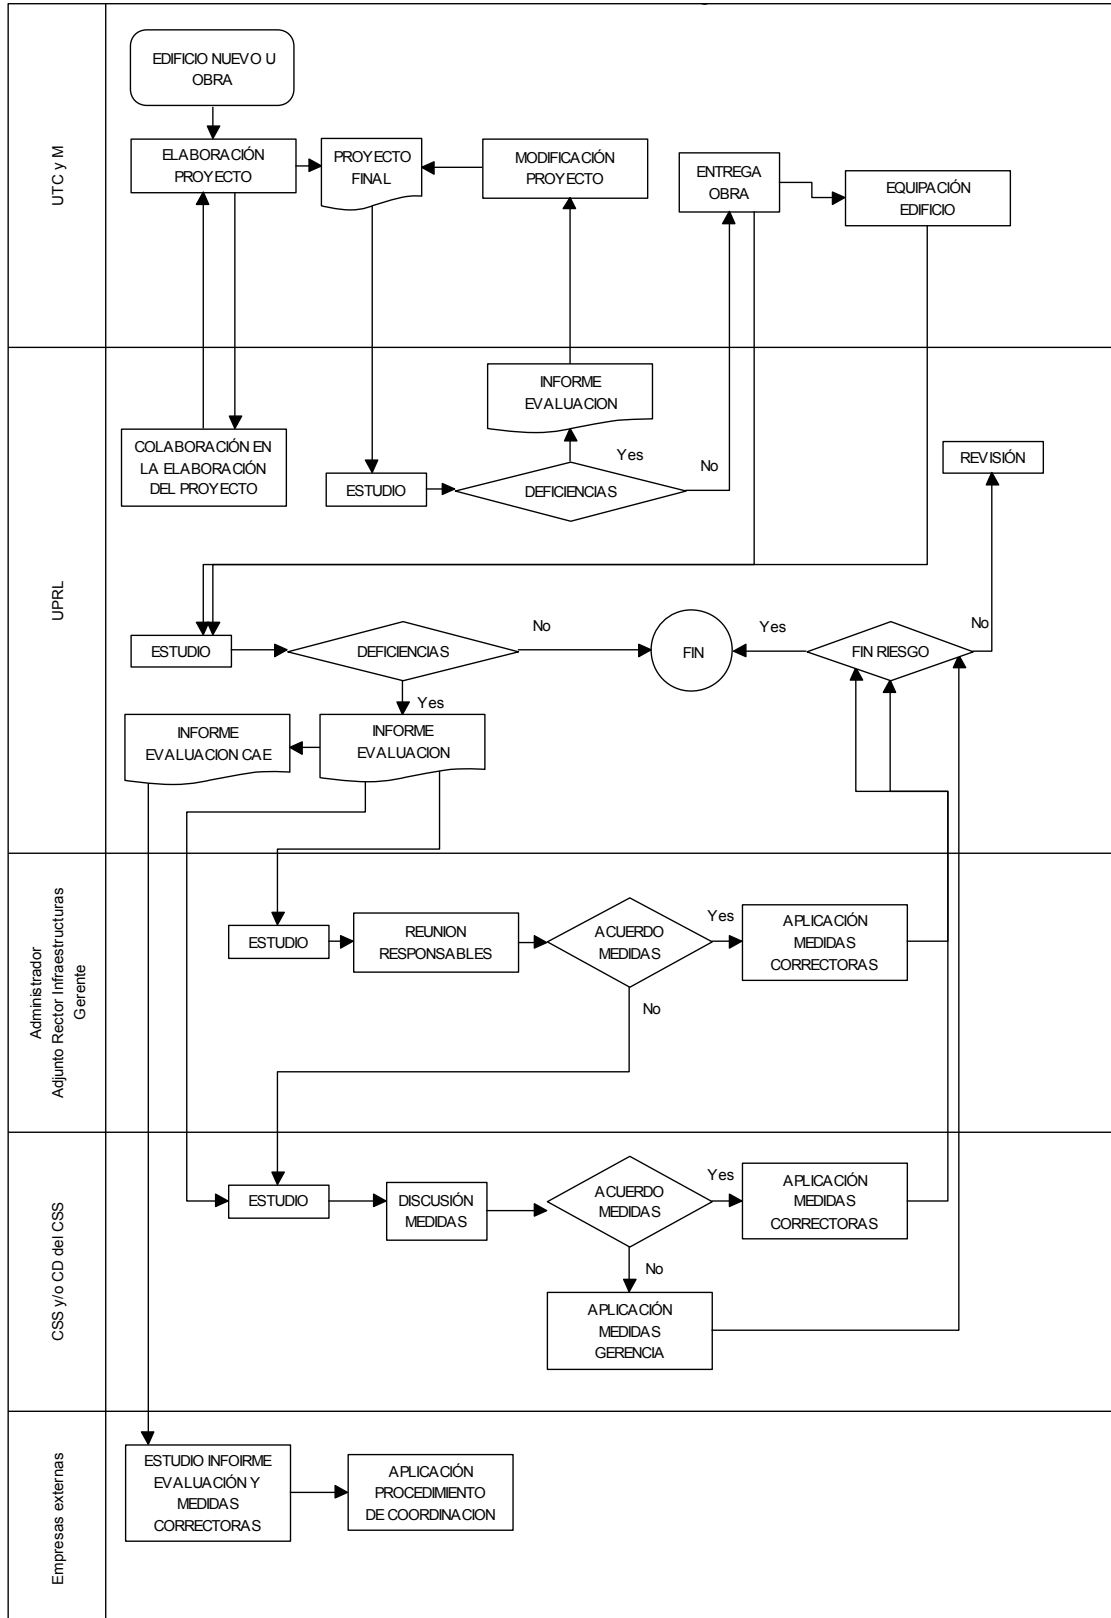 UTC y M
EDIFICIO NUEVO U
OBRA
ELABORACIÓN
PROYECTO
PROYECTO
FINAL
MODIFICACIÓN
PROYECTO
ENTREGA
OBRA
EQUIPACIÓN
EDIFICIO
UPRL
COLABORACIÓN EN
LA ELABORACIÓN
DEL PROYECTO
ESTUDIO
DEFICIENCIAS
INFORME
EVALUACION
Yes
No
REVISIÓN
ESTUDIO
DEFICIENCIAS
No
Yes
FIN
Yes
FIN RIESGO
No
INFORME
EVALUACION CAE
INFORME
EVALUACION
Administrador
Adjunto Rector Infraestructuras
Gerente
ESTUDIO
REUNION
RESPONSABLES
ACUERDO
MEDIDAS
Yes
No
APLICACIÓN
MEDIDAS
CORRECTORAS
CSS y/o CD del CSS
ESTUDIO
DISCUSIÓN
MEDIDAS
ACUERDO
MEDIDAS
Yes
No
APLICACIÓN
MEDIDAS
CORRECTORAS
APLICACIÓN
MEDIDAS
GERENCIA
Empresas externas
ESTUDIO INFOIRME
EVALUACIÓN Y
MEDIDAS
CORRECTORAS
APLICACIÓN
PROCEDIMIENTO
DE COORDINACION